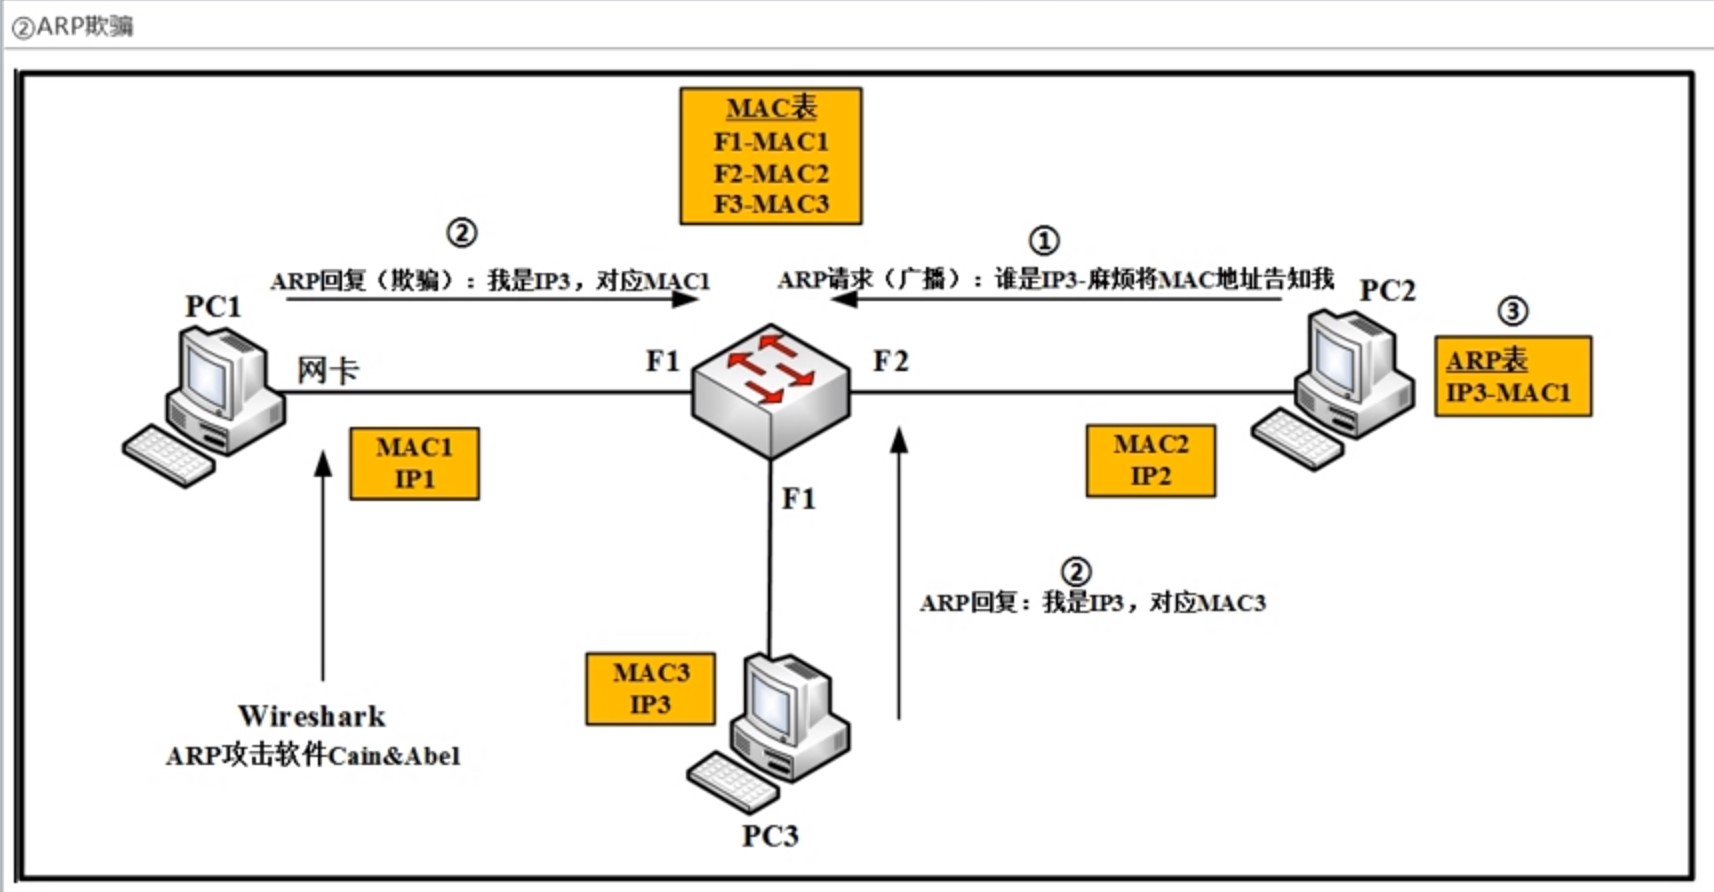 ②ARP欺骗
MAC表
F1-MAC1
F2-MAC2
F3-MAC3
②
ARP回复（欺骗）：我是IP3，对应MAC1
①
ARP请求（广播）：谁是IP3-麻烦将MAC地址告知我
PC1
PC2
③
ARP表
IP3-MAC1
网卡
F1
F2
MAC1
IP1
MAC2
IP2
F1
②
ARP回复：我是IP3，对应MAC3
MAC3
IP3
Wireshark
ARP攻击软件Cain&Abel
PC3